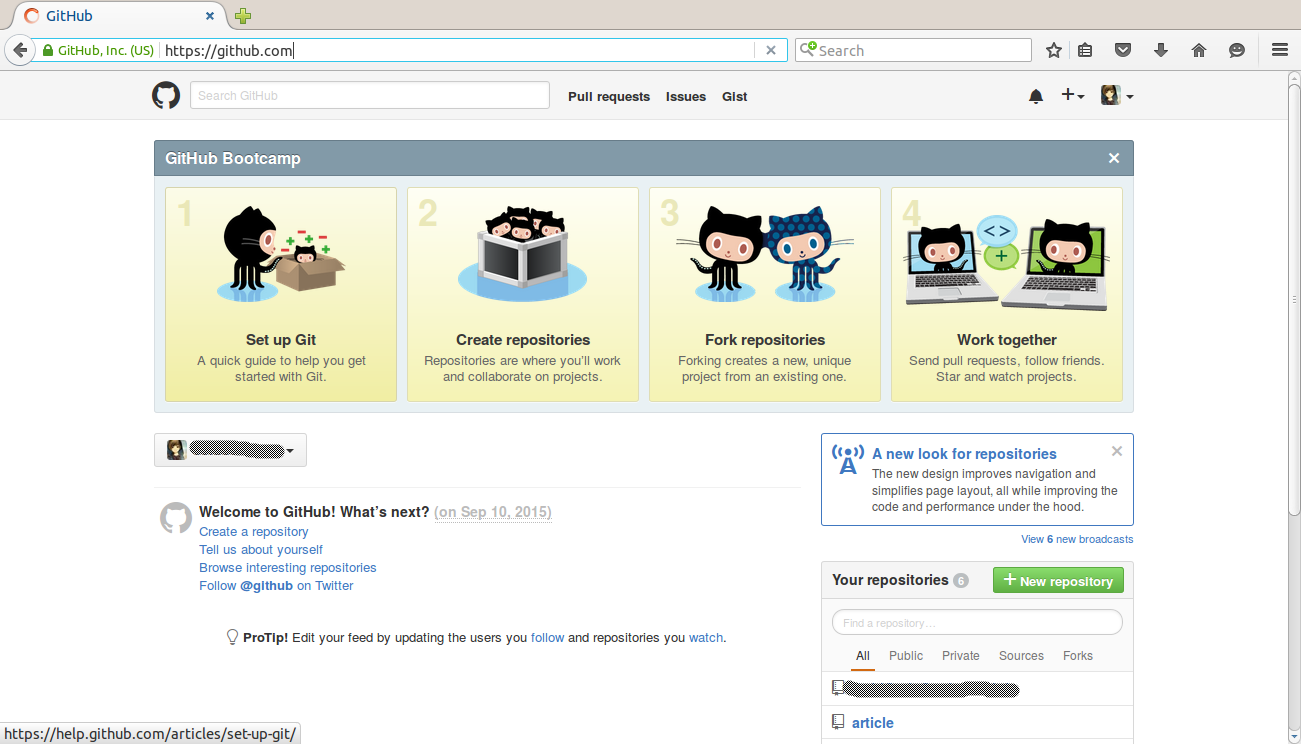 GitHub
GitHub, Inc. (US) https://github.com Search
Search GitHub Pull requests Issues Gist
GitHub Bootcamp
1
Set up Git
A quick guide to help you get
started with Git.
2
Create repositories
Repositories are where you'll work
and collaborate on projects.
3
Fork repositories
Forking creates a new, unique
project from an existing one.
4
Work together
Send pull requests, follow friends.
Star and watch projects.
Welcome to GitHub! What's next? (on Sep 10, 2015)
Create a repository
Tell us about yourself
Browse interesting repositories
Follow @github on Twitter
ProTip! Edit your feed by updating the users you follow and repositories you watch.
A new look for repositories
The new design improves navigation and
simplifies page layout, all while improving the
code and performance under the hood.
View 6 new broadcasts
Your repositories 6 New repository
Find a repository...
All Public Private Sources Forks
article
https://help.github.com/articles/set-up-git/